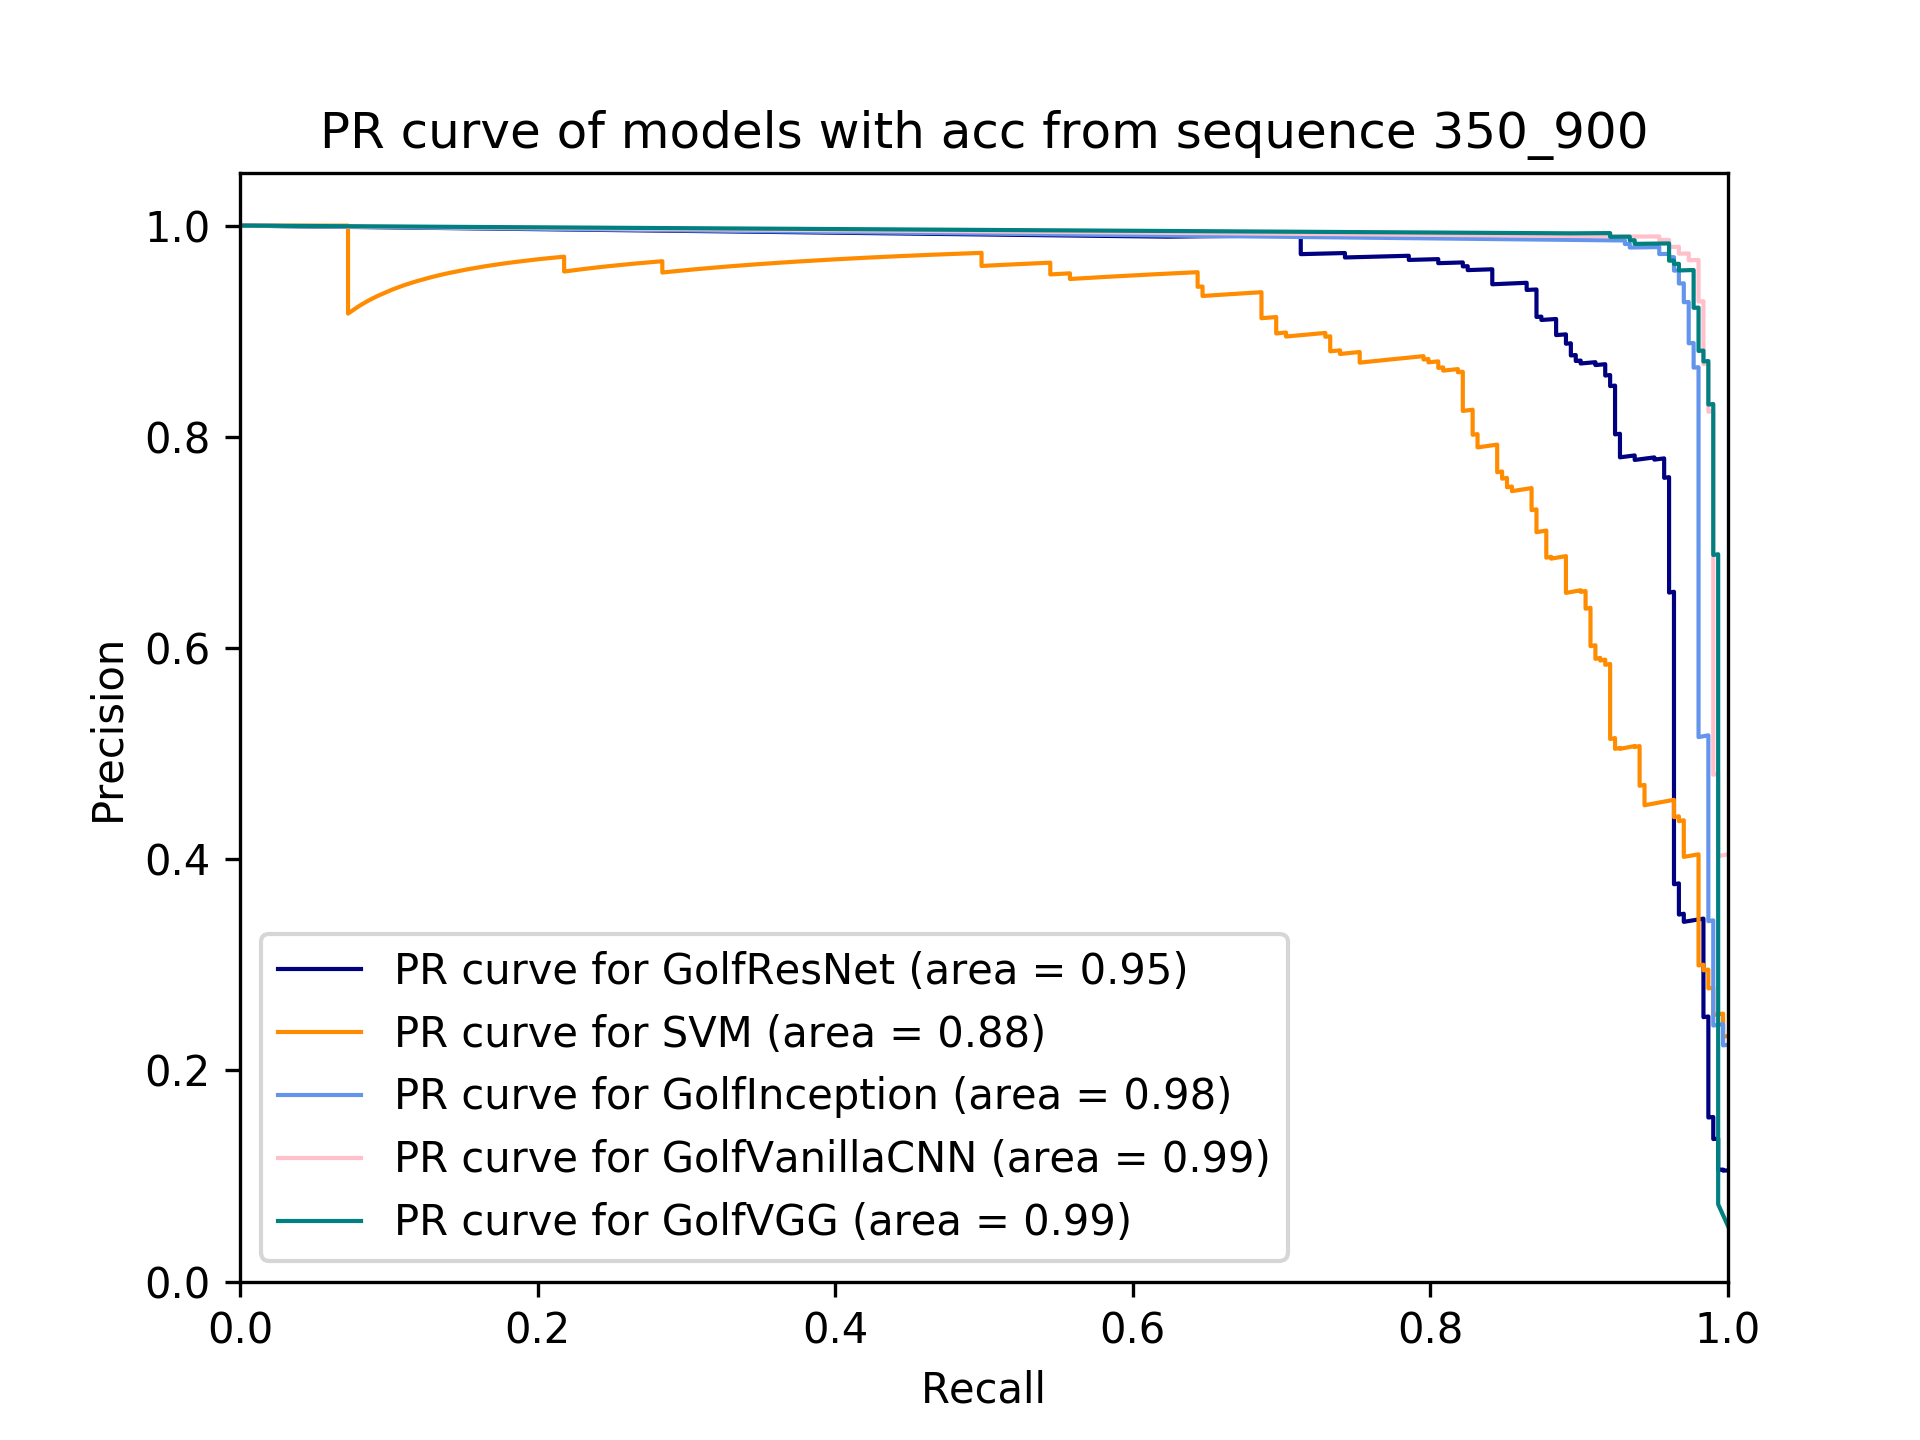 PR curve of models with acc from sequence 350_900
1.0
0.8
0.6
0.4
0.2
0.0
Precision
PR curve for GolfResNet (area = 0.95)
PR curve for SVM (area = 0.88)
PR curve for GolfInception (area = 0.98)
PR curve for GolfVanillaCNN (area = 0.99)
PR curve for GolfVGG (area = 0.99)
0.0 0.2 0.4 0.6 0.8 1.0
Recall